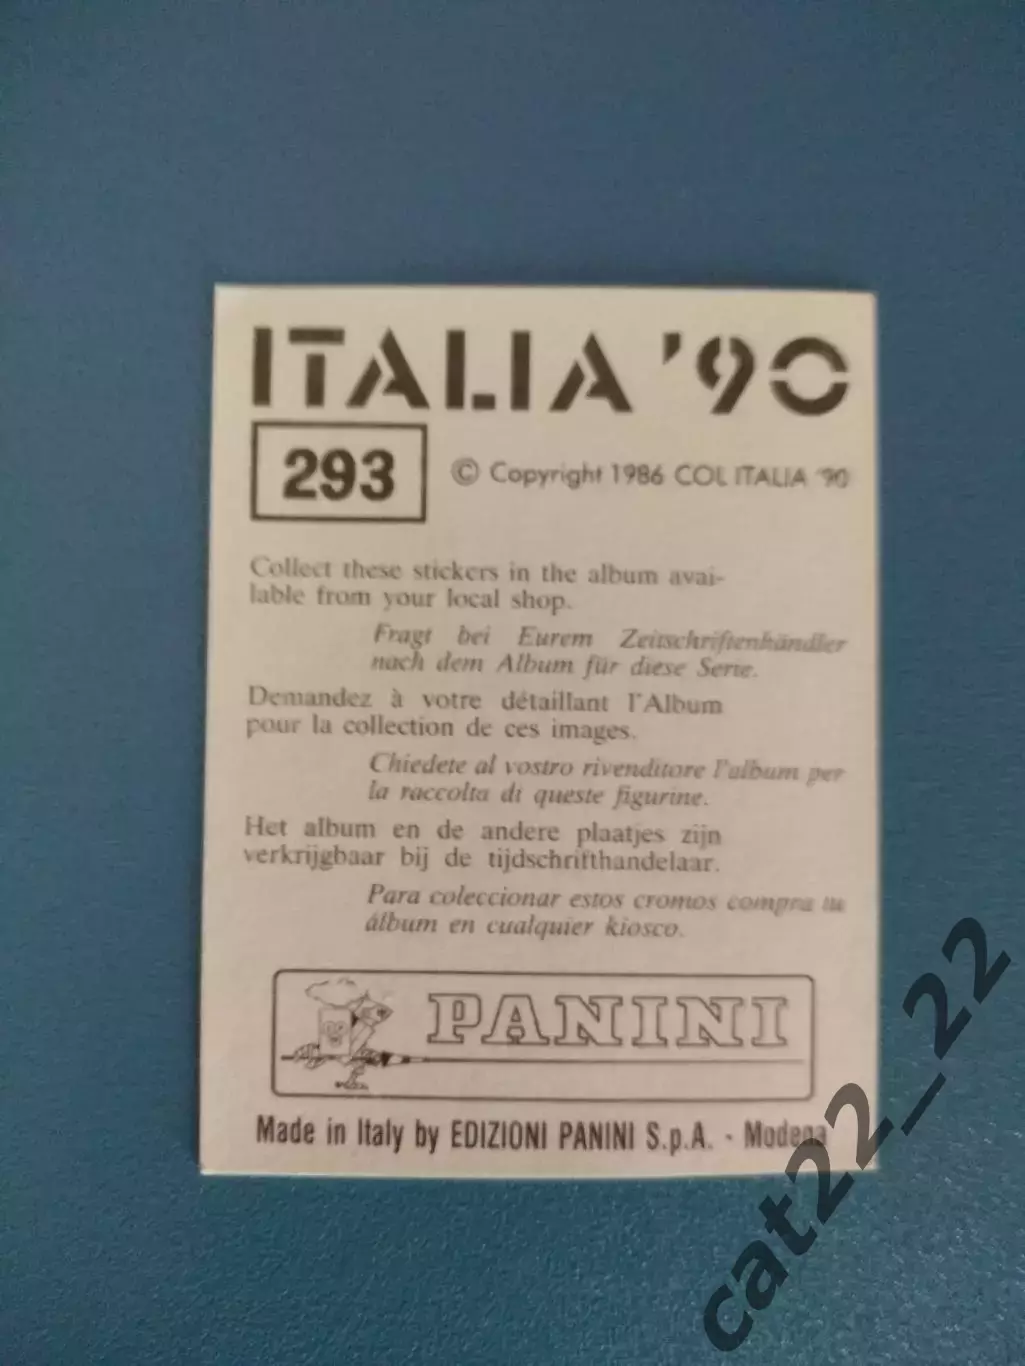 ITALIA '90
293
© Copyright 1986 COL ITALIA '90
Collect these stickers in the album avai-
lable from your local shop.
Fragt bei Eurem Zeitschriftenhändler
nach dem Album für diese Serie.
Demandez à votre détaillant l'Album
pour la collection de ces images.
Chiedete al vostro rivenditore l'album per
la raccolta di queste figurine.
Het album en de andere plaatjes zijn
verkrijgbaar bij de tijdschrifthandelaar.
Para coleccionar estos cromos compra tu
álbum en cualquier kiosco.
PANINI
Made in Italy by EDIZIONI PANINI S.p.A. - Modena
cat22_22